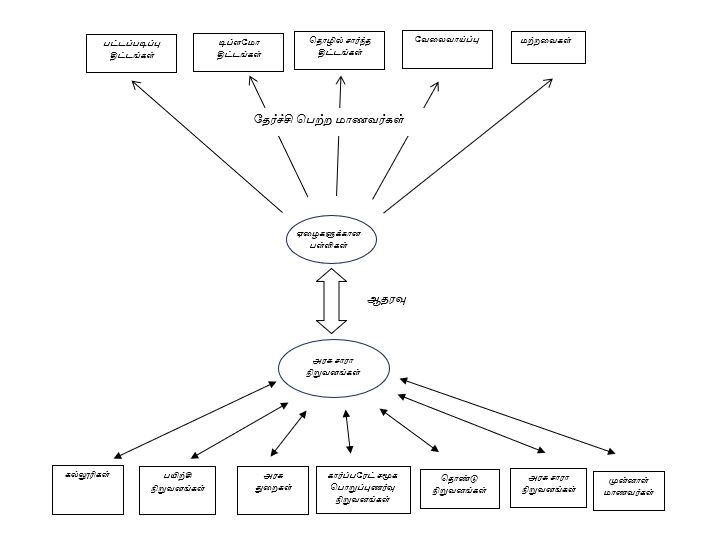 பட்டப்படிப்பு
திட்டங்கள்
டிப்ளமோ
திட்டங்கள்
தொழில் சார்ந்த
திட்டங்கள்
வேலைவாய்ப்பு
மற்றவைகள்
தேர்ச்சி பெற்ற மாணவர்கள்
ஏழைகளுக்கான
பள்ளிகள்
ஆதரவு
அரசு சாரா
நிறுவனங்கள்
கல்லூரிகள்
பயிற்சி
நிறுவனங்கள்
அரசு
துறைகள்
கார்ப்பரேட் சமூக
பொறுப்புணர்வு
நிறுவனங்கள்
தொண்டு
நிறுவனங்கள்
அரசு சாரா
நிறுவனங்கள்
முன்னாள்
மாணவர்கள்